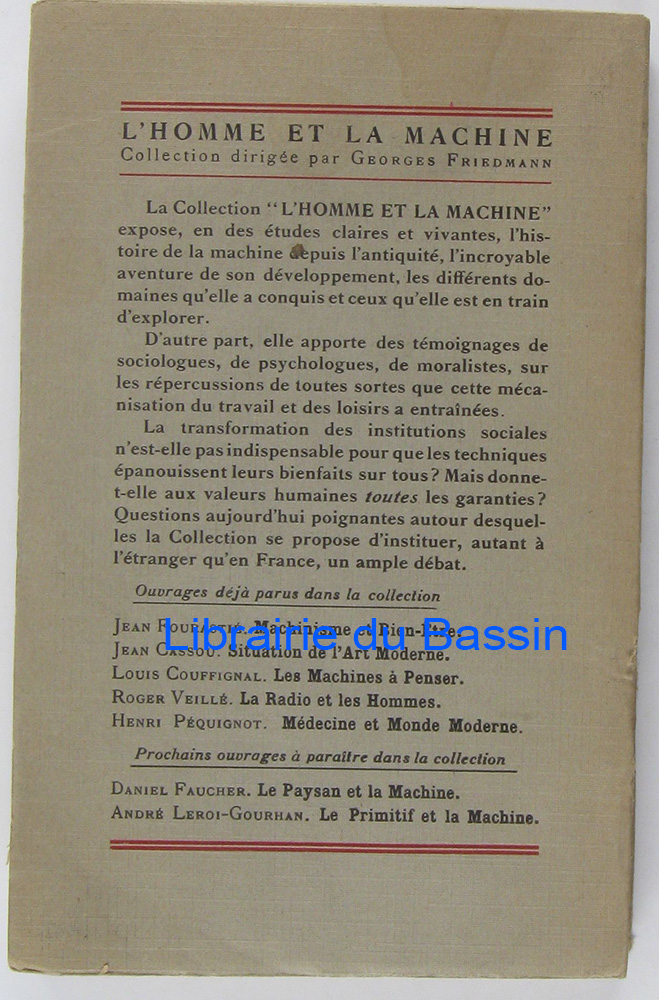 L'HOMME ET LA MACHINE
Collection dirigée par GEORGES FRIEDMANN
La Collection "L'HOMME ET LA MACHINE"
expose, en des études claires et vivantes, l'his-
toire de la machine depuis l'antiquité, l'incroyable
aventure de son développement, les différents do-
maines qu'elle a conquis et ceux qu'elle est en train
d'explorer.
D'autre part, elle apporte des témoignages de
sociologues, de psychologues, de moralistes, sur
les répercussions de toutes sortes que cette méca-
nisation du travail et des loisirs a entraînées.
La transformation des institutions sociales
n'est-elle pas indispensable pour que les techniques
épanouissent leurs bienfaits sur tous? Mais donne-
t-elle aux valeurs humaines toutes les garanties?
Questions aujourd'hui poignantes autour desquel-
les la Collection se propose d'instituer, autant à
l'étranger qu'en France, un ample débat.
Ouvrages déjà parus dans la collection
JEAN FOURASTIÉ. Machinisme et Bien-Etre.
Librairie du Bassin
JEAN CASSOU. Situation de l'Art Moderne.
LOUIS COUFFIGNAL. Les Machines à Penser.
ROGER VEILLÉ. La Radio et les Hommes.
HENRI PÉQUIGNOT. Médecine et Monde Moderne.
Prochains ouvrages à paraître dans la collection
DANIEL FAUCHER. Le Paysan et la Machine.
ANDRÉ LEROI-GOURHAN. Le Primitif et la Machine.